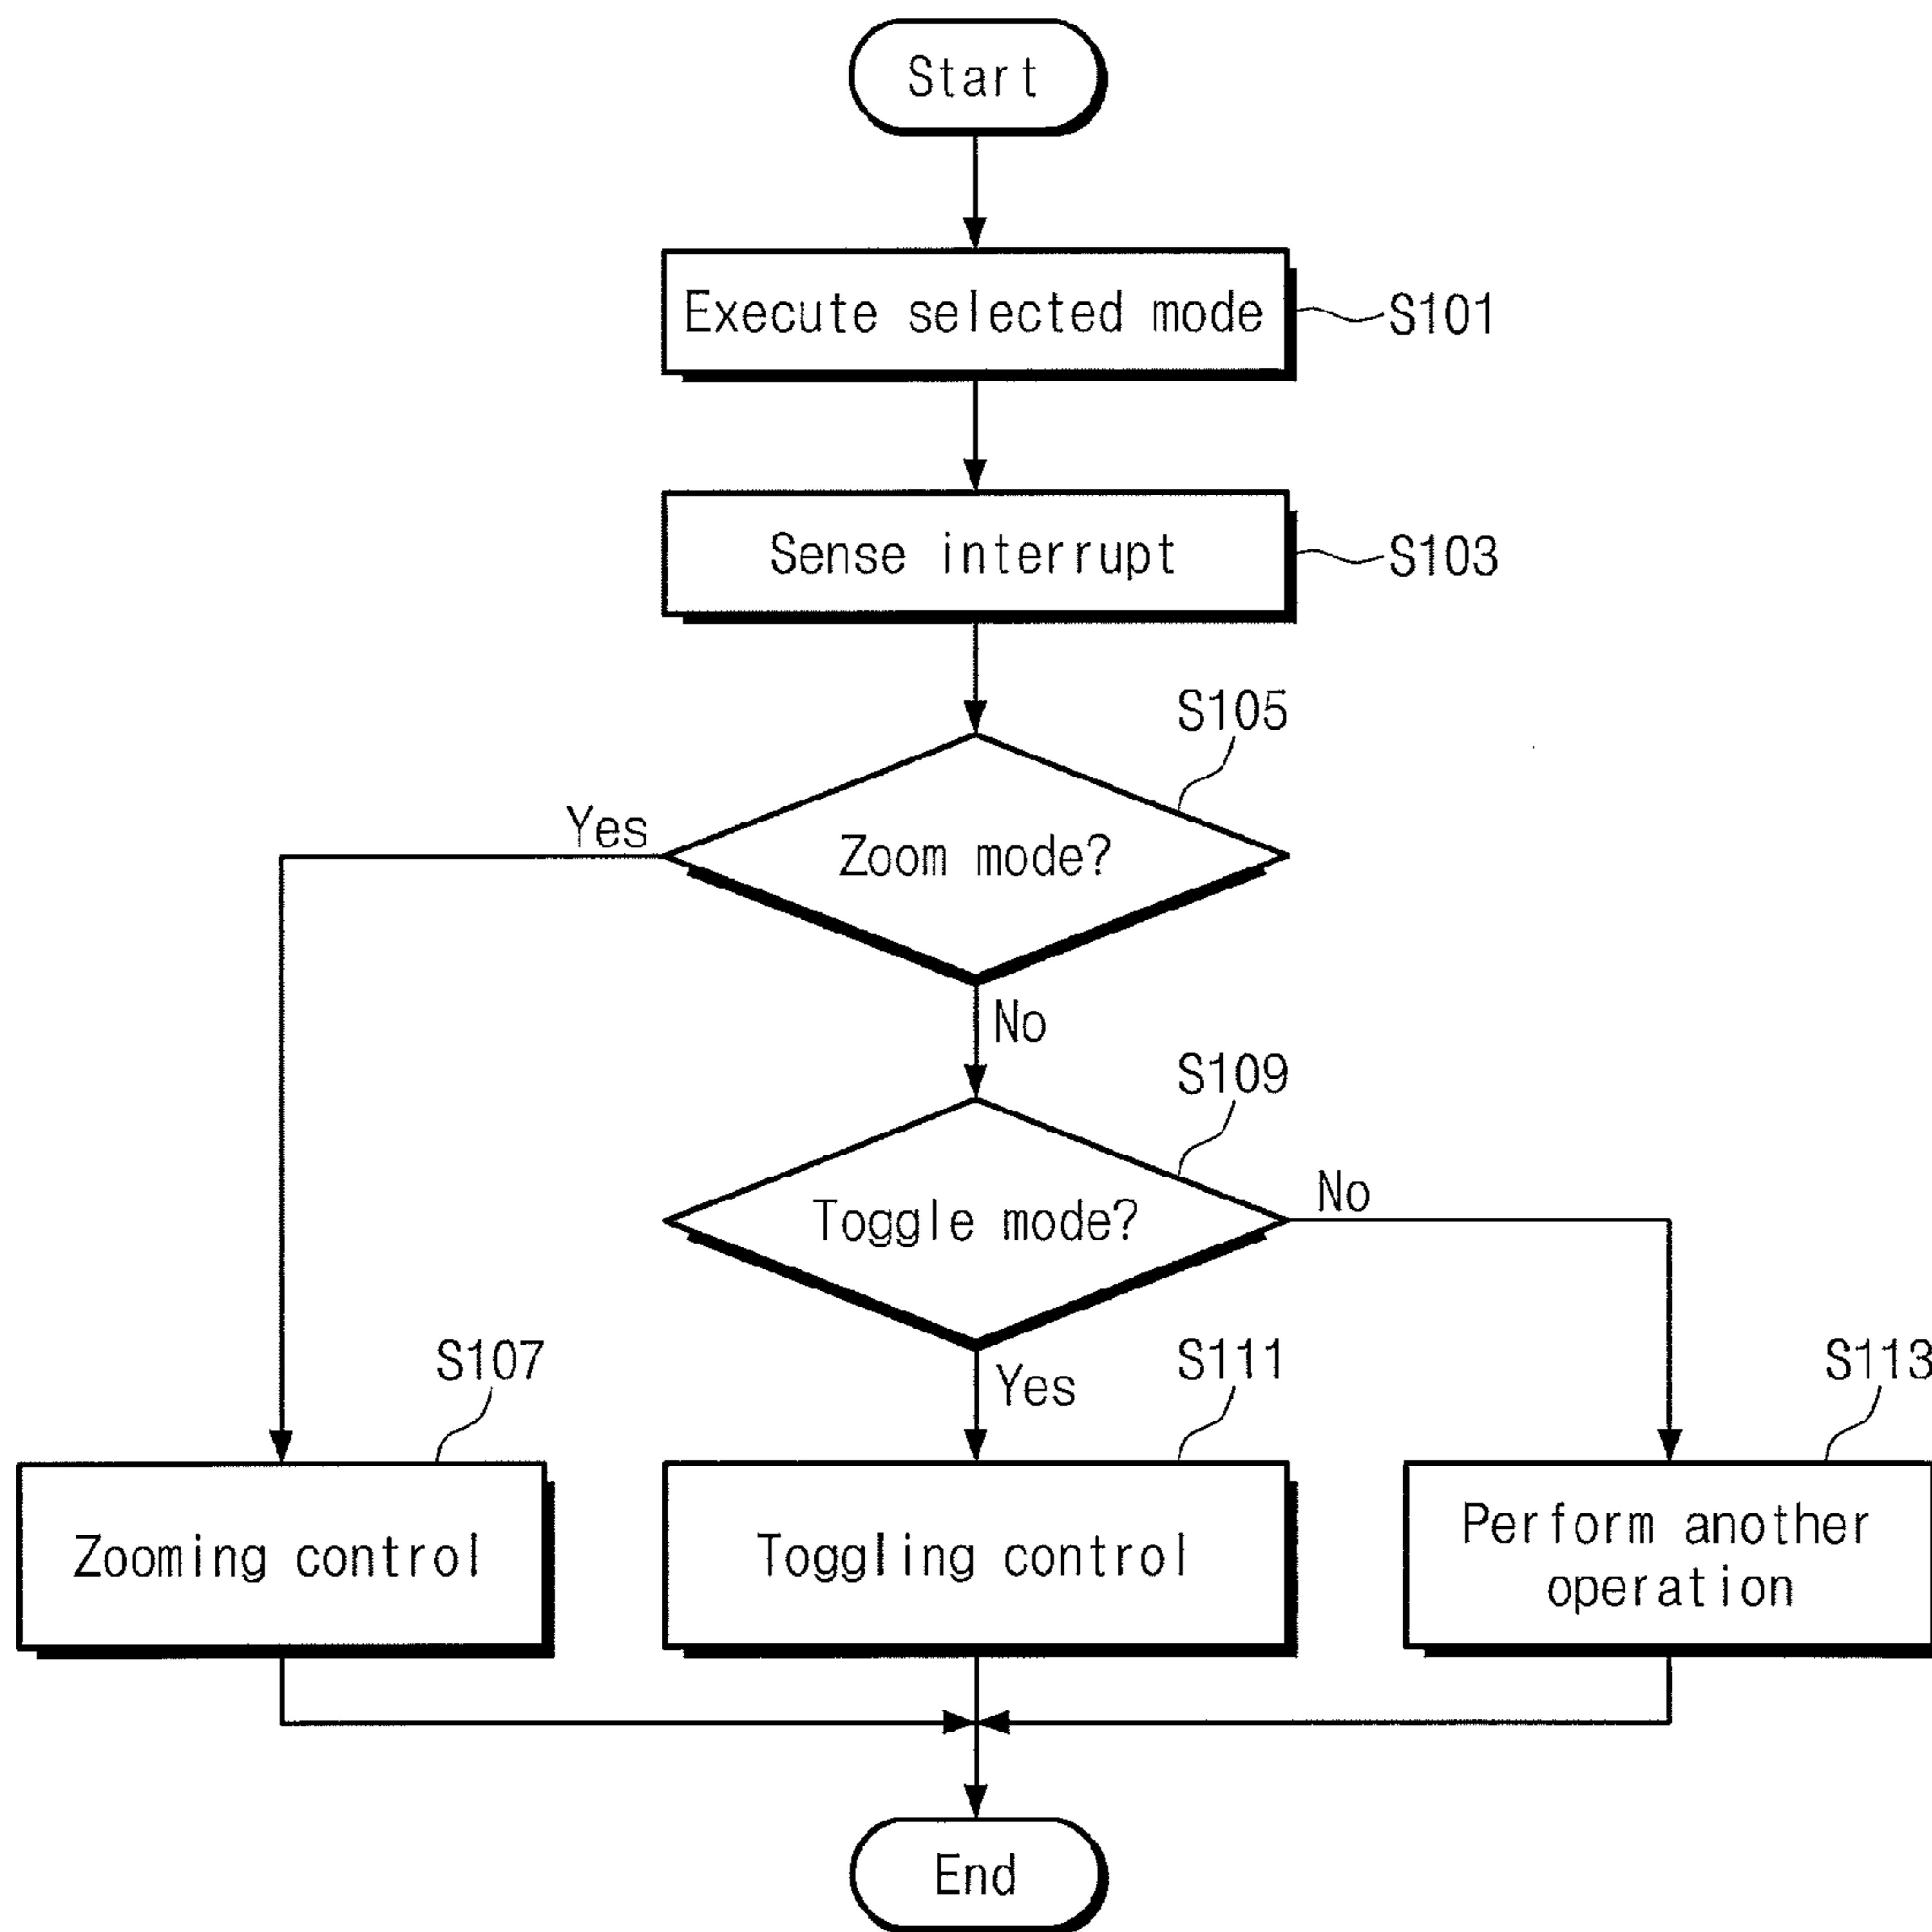 Start
Execute selected mode
S101
Sense interrupt
S103
S105
Yes
Zoom mode?
No
S109
Toggle mode?
No
S107
Yes
S111
S113
Zooming control
Toggling control
Perform another
operation
End